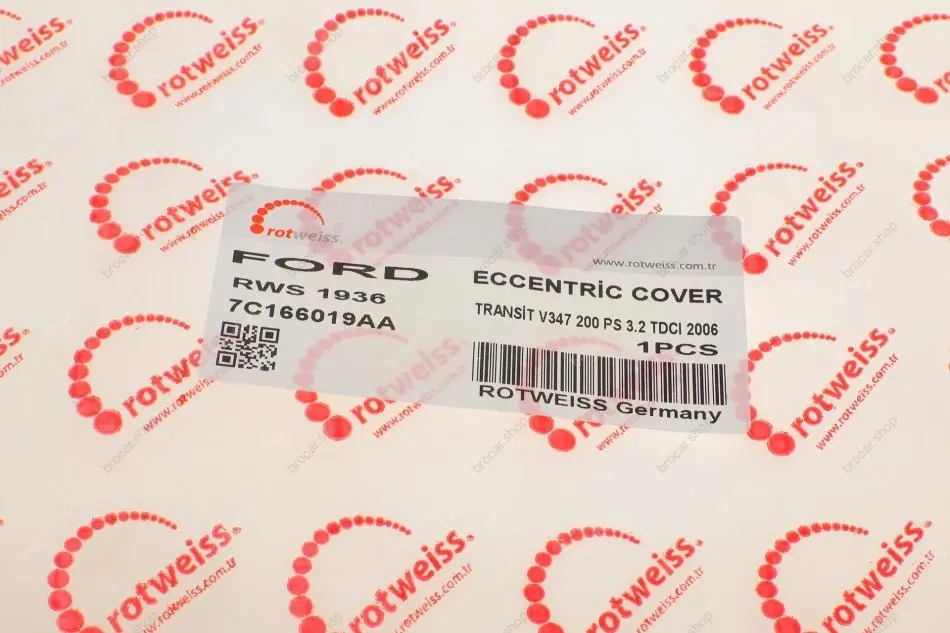 rotweiss.
www.rotweiss.com.tr
FORD
RWS 1936
7C166019AA
ECCENTRİC COVER
TRANSİT V347 200 PS 3.2 TDCI 2006
1PCS
ROTWEISS Germany
rotweiss.
www.rotweiss.com.tr
brocar.shop